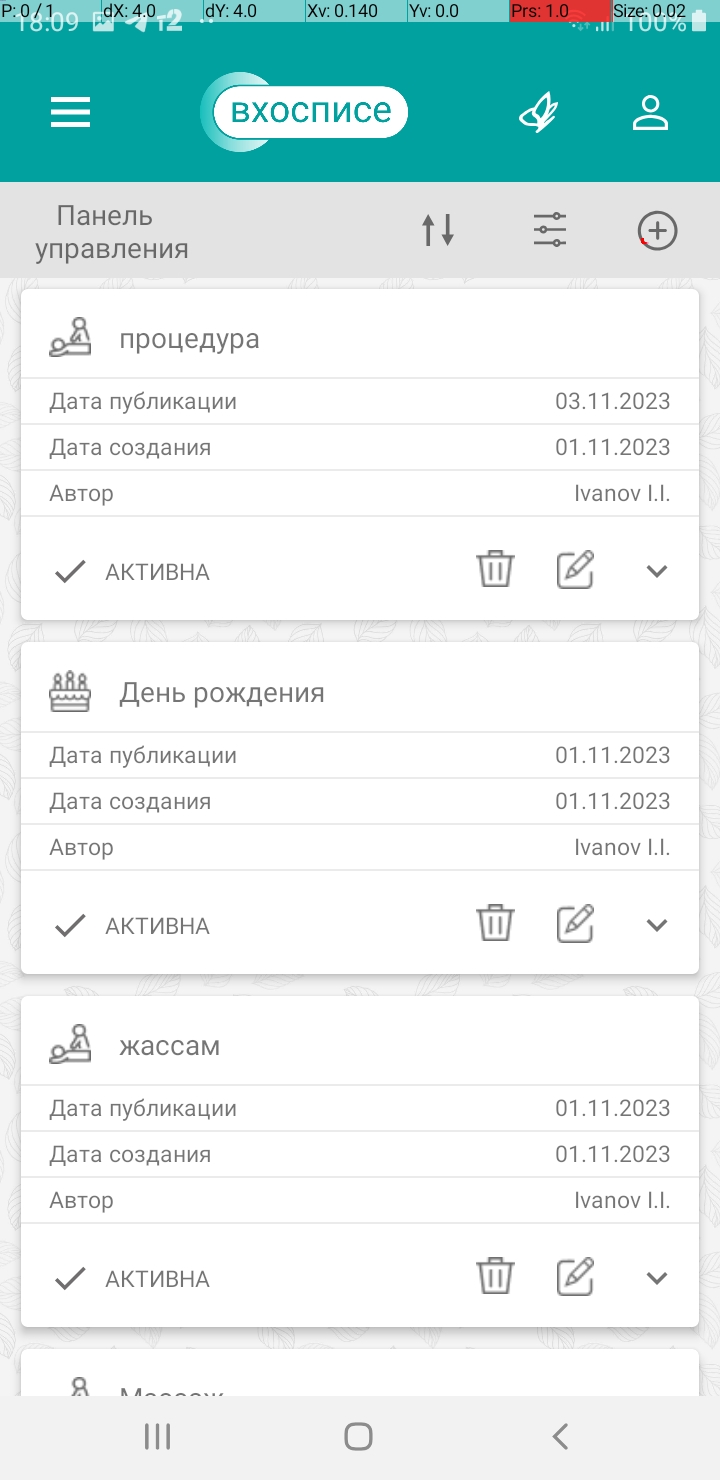 P: 0 / 1 dX: 4.0 dY: 4.0 Xv: 0.140 Yv: 0.0 Prs: 1.0 Size: 0.02
18:09 т2 100%
вхосписе
Панель
управления
процедура
Дата публикации 03.11.2023
Дата создания 01.11.2023
Автор Ivanov I.I.
АКТИВНА
День рождения
Дата публикации 01.11.2023
Дата создания 01.11.2023
Автор Ivanov I.I.
АКТИВНА
жассам
Дата публикации 01.11.2023
Дата создания 01.11.2023
Автор Ivanov I.I.
АКТИВНА